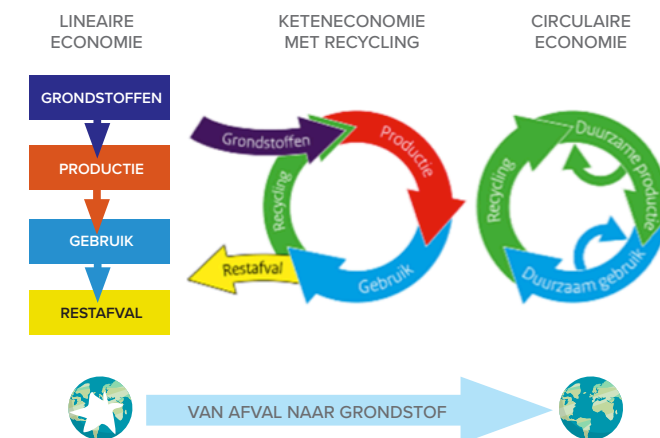 LINEAIRE
ECONOMIE
KETENECONOMIE
MET RECYCLING
CIRCULAIRE
ECONOMIE
GRONDSTOFFEN
PRODUCTIE
GEBRUIK
RESTAFVAL
Grondstoffen
Productie
Gebruik
Recycling
Restafval
Duurzame productie
Duurzaam gebruik
Recycling
VAN AFVAL NAAR GRONDSTOF